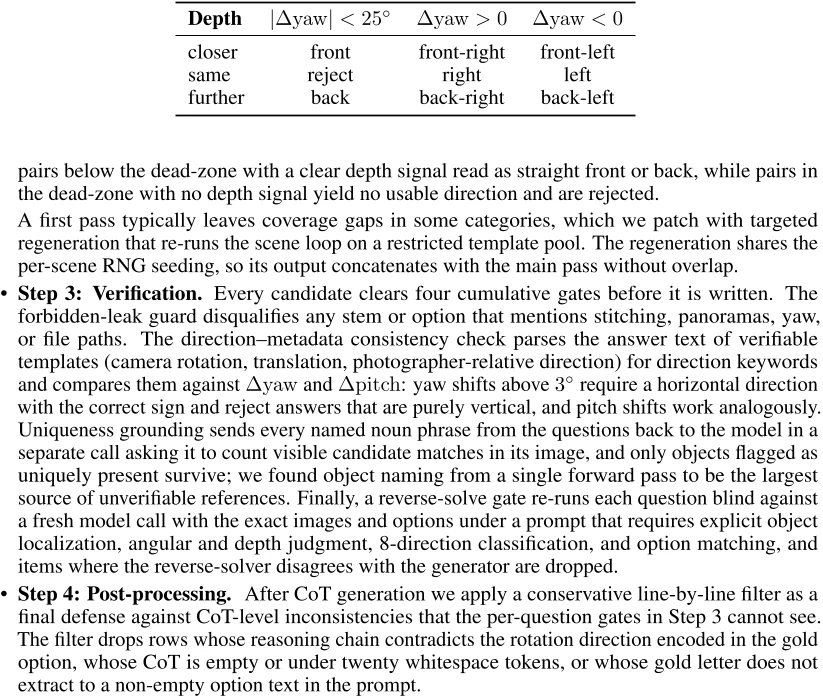 Depth |Δyaw| < 25° Δyaw > 0 Δyaw < 0
closer front front-right front-left
same reject right left
further back back-right back-left
pairs below the dead-zone with a clear depth signal read as straight front or back, while pairs in
the dead-zone with no depth signal yield no usable direction and are rejected.
A first pass typically leaves coverage gaps in some categories, which we patch with targeted
regeneration that re-runs the scene loop on a restricted template pool. The regeneration shares the
per-scene RNG seeding, so its output concatenates with the main pass without overlap.
• Step 3: Verification. Every candidate clears four cumulative gates before it is written. The
forbidden-leak guard disqualifies any stem or option that mentions stitching, panoramas, yaw,
or file paths. The direction–metadata consistency check parses the answer text of verifiable
templates (camera rotation, translation, photographer-relative direction) for direction keywords
and compares them against Δyaw and Δpitch: yaw shifts above 3° require a horizontal direction
with the correct sign and reject answers that are purely vertical, and pitch shifts work analogously.
Uniqueness grounding sends every named noun phrase from the questions back to the model in a
separate call asking it to count visible candidate matches in its image, and only objects flagged as
uniquely present survive; we found object naming from a single forward pass to be the largest
source of unverifiable references. Finally, a reverse-solve gate re-runs each question blind against
a fresh model call with the exact images and options under a prompt that requires explicit object
localization, angular and depth judgment, 8-direction classification, and option matching, and
items where the reverse-solver disagrees with the generator are dropped.
• Step 4: Post-processing. After CoT generation we apply a conservative line-by-line filter as a
final defense against CoT-level inconsistencies that the per-question gates in Step 3 cannot see.
The filter drops rows whose reasoning chain contradicts the rotation direction encoded in the gold
option, whose CoT is empty or under twenty whitespace tokens, or whose gold letter does not
extract to a non-empty option text in the prompt.